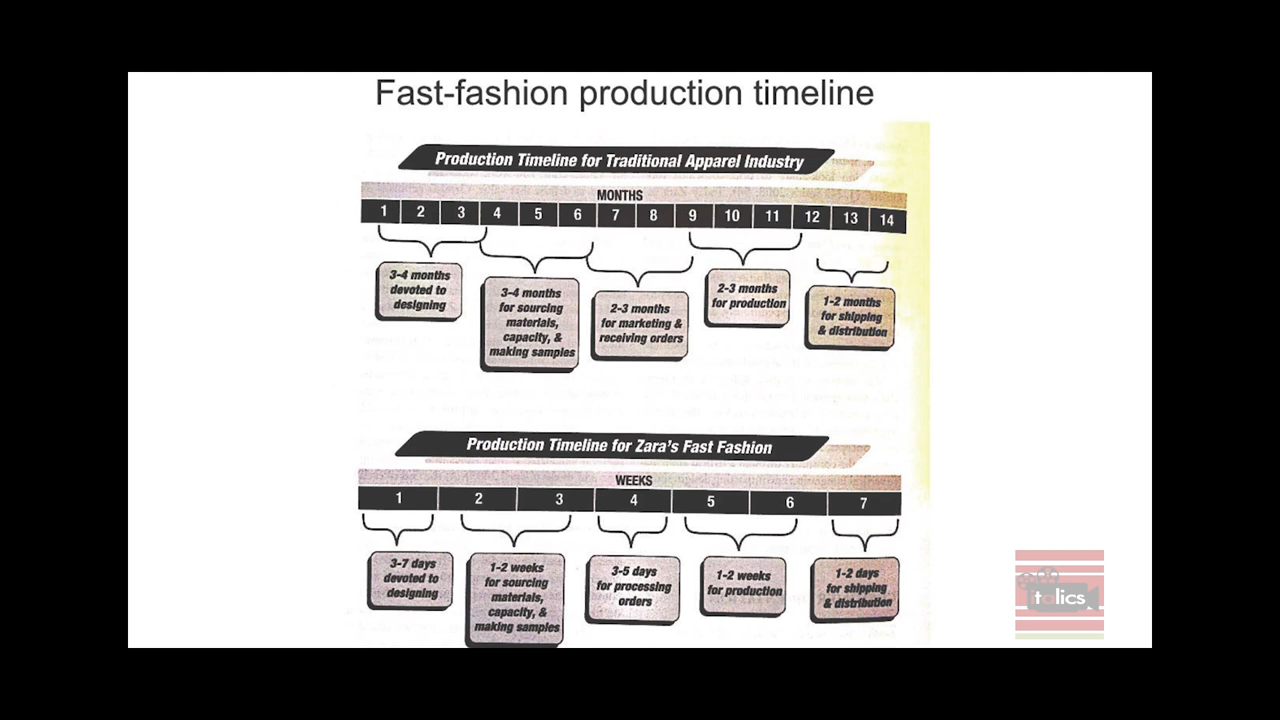 Fast-fashion production timeline
Production Timeline for Traditional Apparel Industry
MONTHS
1 2 3 4 5 6 7 8 9 10 11 12 13 14
3-4 months
devoted to
designing
3-4 months
for sourcing
materials,
capacity, &
making samples
2-3 months
for marketing &
receiving orders
2-3 months
for production
1-2 months
for shipping
& distribution
Production Timeline for Zara's Fast Fashion
WEEKS
1 2 3 4 5 6 7
3-7 days
devoted to
designing
1-2 weeks
for sourcing
materials,
capacity, &
making samples
3-5 days
for processing
orders
1-2 weeks
for production
1-2 days
for shipping
& distribution
italics